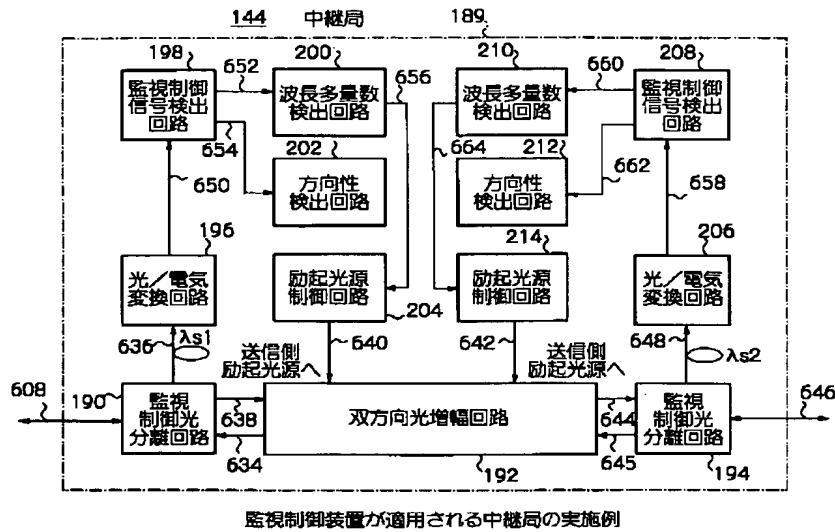 144 中継局
189
198
652
200
656
210
660
208
監視制御
信号検出
回路
波長多重数
検出回路
波長多重数
検出回路
監視制御
信号検出
回路
654
202
664
212
662
650
方向性
検出回路
方向性
検出回路
658
196
214
206
光/電気
変換回路
励起光源
制御回路
204
励起光源
制御回路
光/電気
変換回路
636
λs1
送信側
励起光源へ
640
642
送信側
励起光源へ
648
λs2
608
190
監視
制御光
分離回路
638
634
双方向光増幅回路
192
644
645
監視
制御光
分離回路
194
646
監視制御装置が適用される中継局の実施例